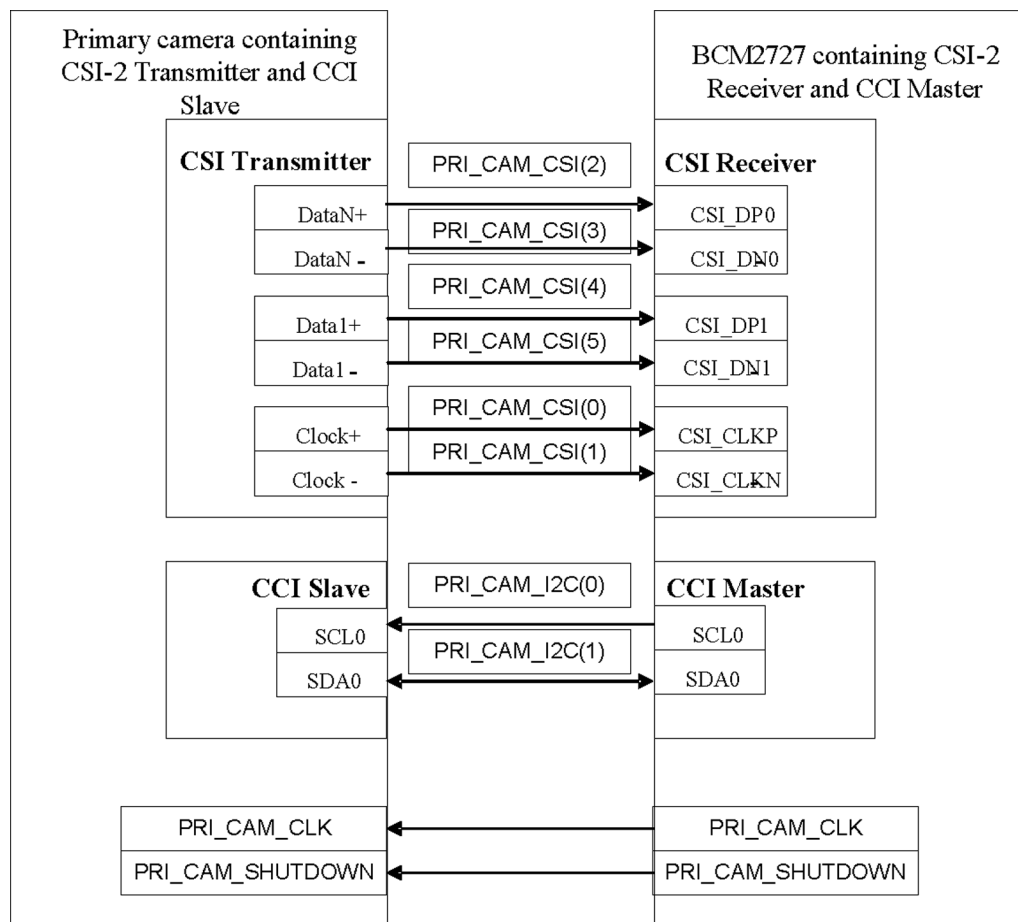 Primary camera containing
CSI-2 Transmitter and CCI
Slave
BCM2727 containing CSI-2
Receiver and CCI Master
CSI Transmitter
PRI_CAM_CSI(2)
CSI Receiver
DataN+
CSI_DP0
PRI_CAM_CSI(3)
DataN -
CSI_DN0
PRI_CAM_CSI(4)
Data1+
CSI_DP1
PRI_CAM_CSI(5)
Data1 -
CSI_DN1
PRI_CAM_CSI(0)
Clock+
CSI_CLKP
PRI_CAM_CSI(1)
Clock -
CSI_CLKN
CCI Slave
PRI_CAM_I2C(0)
CCI Master
SCL0
SCL0
PRI_CAM_I2C(1)
SDA0
SDA0
PRI_CAM_CLK
PRI_CAM_CLK
PRI_CAM_SHUTDOWN
PRI_CAM_SHUTDOWN